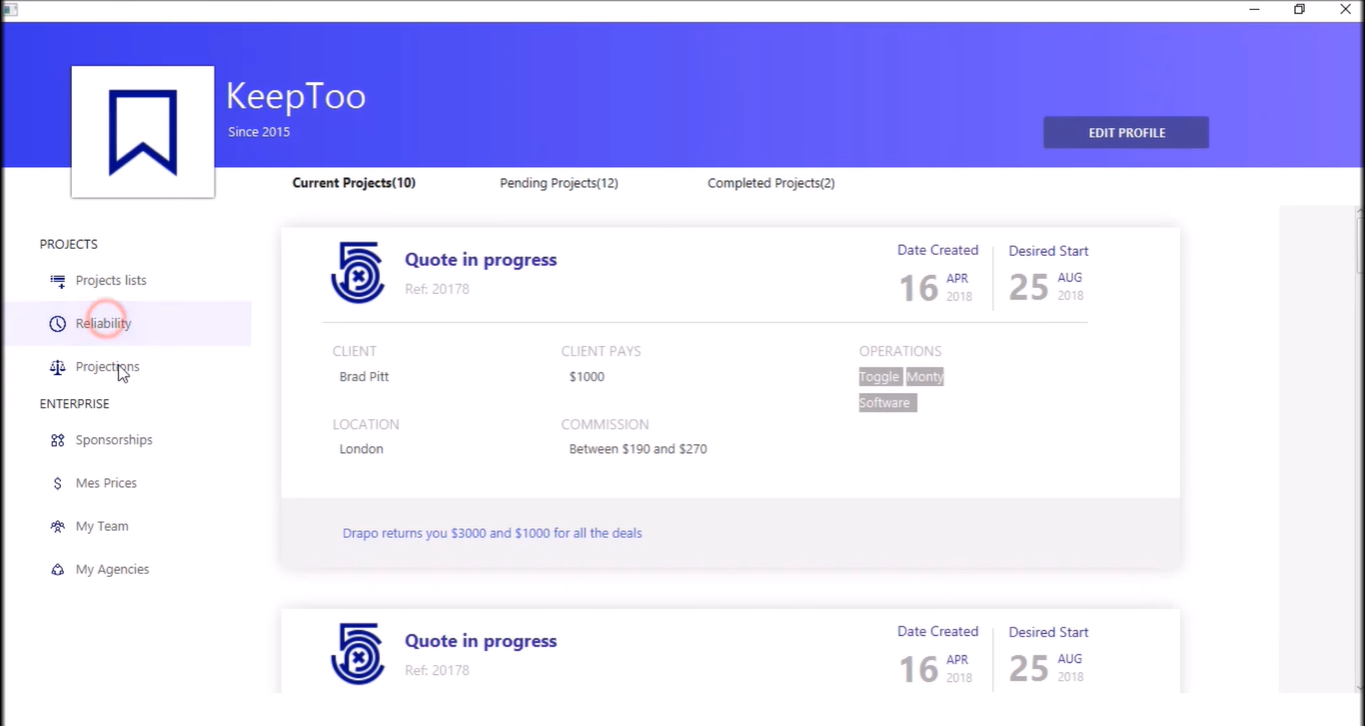 KeepToo
Since 2015
EDIT PROFILE
Current Projects(10)
Pending Projects(12)
Completed Projects(2)
PROJECTS
Projects lists
Reliability
Projections
ENTERPRISE
Sponsorships
Mes Prices
My Team
My Agencies
Quote in progress
Ref: 20178
Date Created
16 APR 2018
Desired Start
25 AUG 2018
CLIENT
Brad Pitt
CLIENT PAYS
$1000
OPERATIONS
Toggle Monty
Software
LOCATION
London
COMMISSION
Between $190 and $270
Drapo returns you $3000 and $1000 for all the deals
Quote in progress
Ref: 20178
Date Created
16 APR 2018
Desired Start
25 AUG 2018